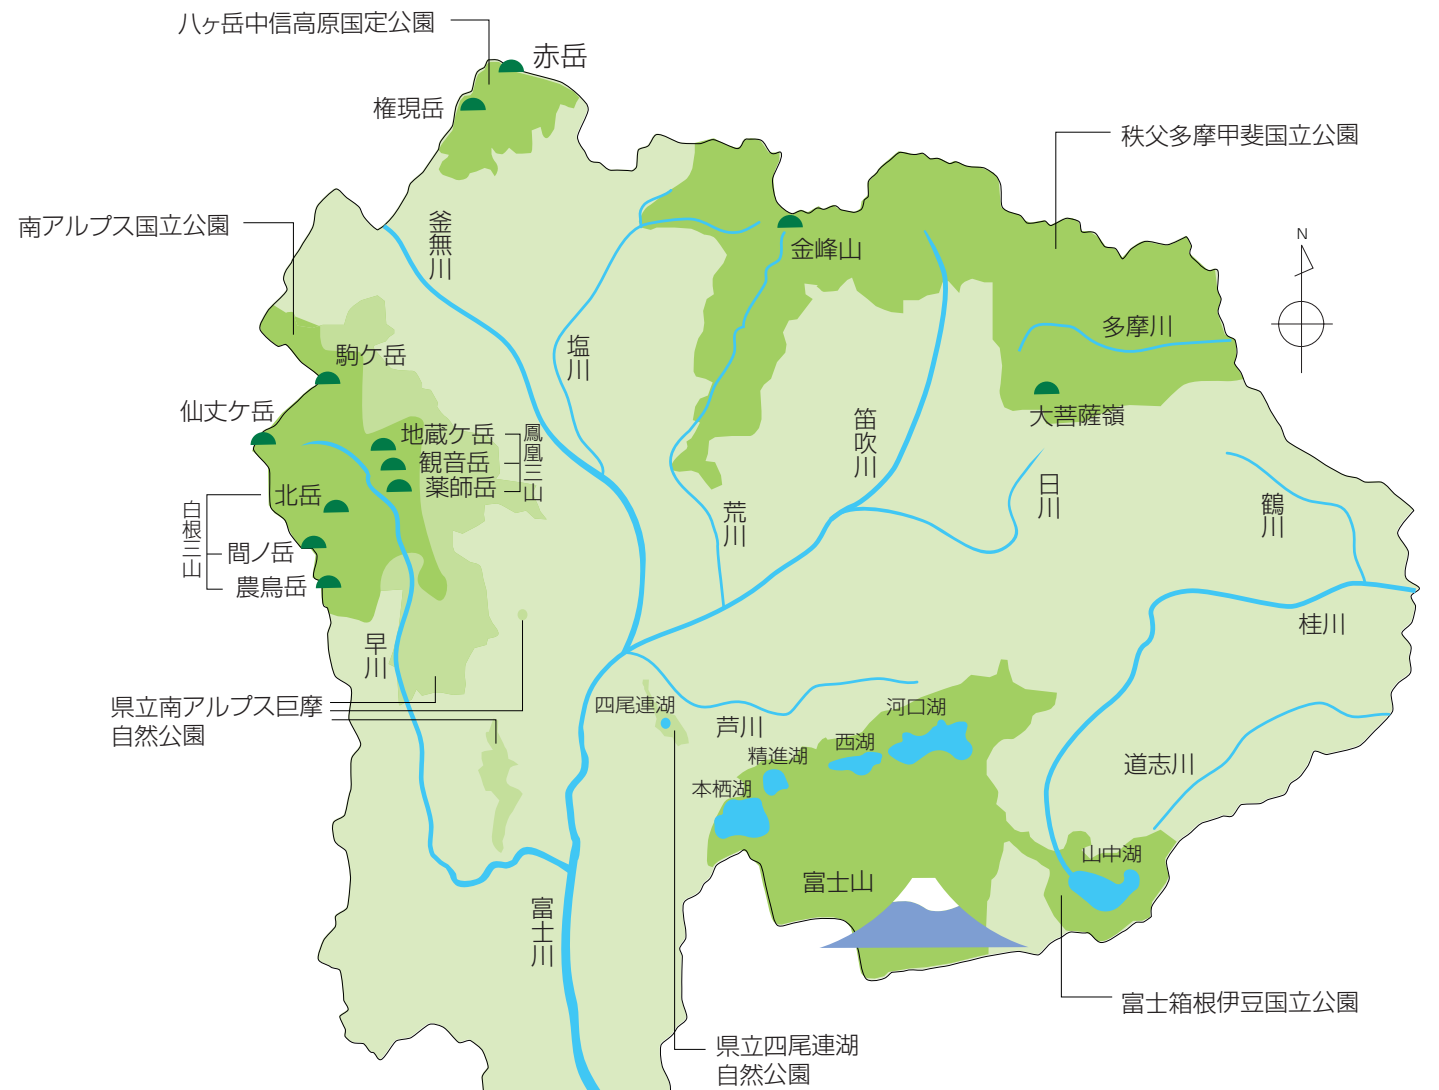 八ヶ岳中信高原国定公園
赤岳
権現岳
秩父多摩甲斐国立公園
南アルプス国立公園
釜無川
N
金峰山
多摩川
塩川
駒ケ岳
仙丈ケ岳
大菩薩嶺
笛吹川
地蔵ケ岳
観音岳
薬師岳
鳳凰三山
北岳
白根三山
間ノ岳
農鳥岳
荒川
日川
鶴川
桂川
早川
県立南アルプス巨摩
自然公園
四尾連湖
芦川
河口湖
西湖
精進湖
本栖湖
道志川
山中湖
富士山
富士川
富士箱根伊豆国立公園
県立四尾連湖
自然公園